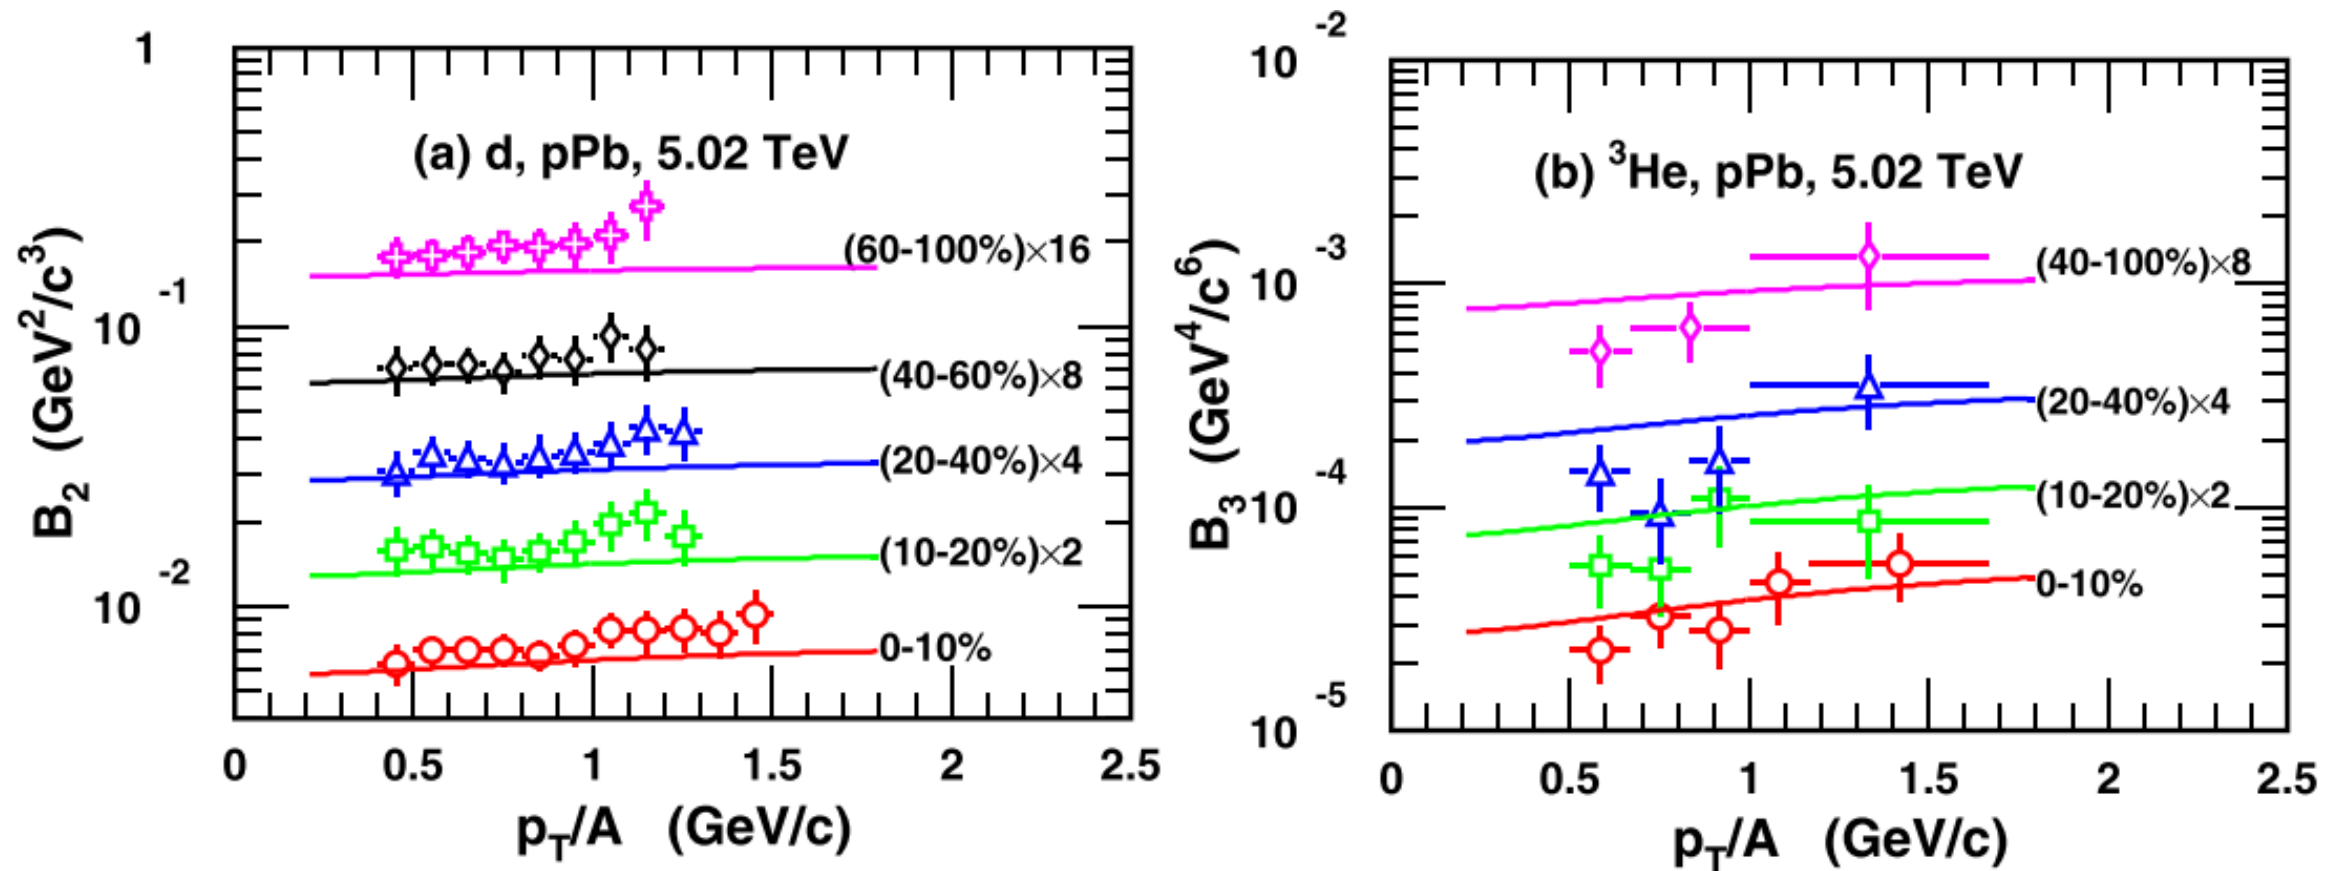 1
(a) d, pPb, 5.02 TeV
(60-100%)×16
10⁻¹
(40-60%)×8
(20-40%)×4
(10-20%)×2
10⁻²
0-10%
B₂ (GeV²/c³)
0 0.5 1 1.5 2 2.5
p_T/A (GeV/c)
10⁻²
(b) ³He, pPb, 5.02 TeV
10⁻³
(40-100%)×8
(20-40%)×4
10⁻⁴
(10-20%)×2
0-10%
10⁻⁵
B₃ (GeV⁴/c⁶)
0 0.5 1 1.5 2 2.5
p_T/A (GeV/c)